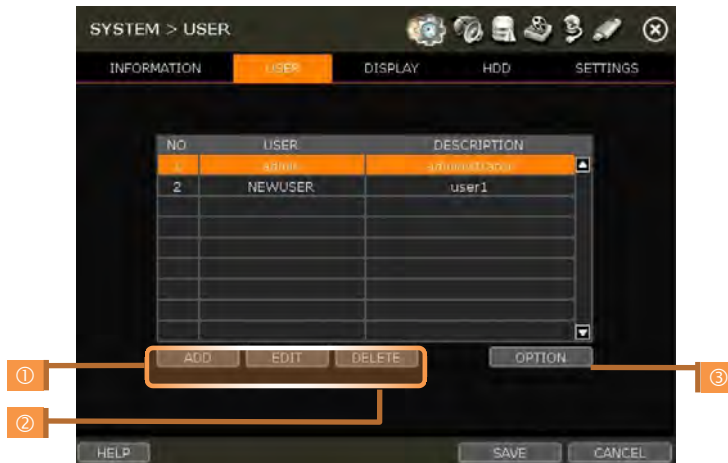 SYSTEM > USER
INFORMATION USER DISPLAY HDD SETTINGS
NO USER DESCRIPTION
1 admin administrator
2 NEWUSER user1
ADD EDIT DELETE OPTION
①
③
②
HELP SAVE CANCEL